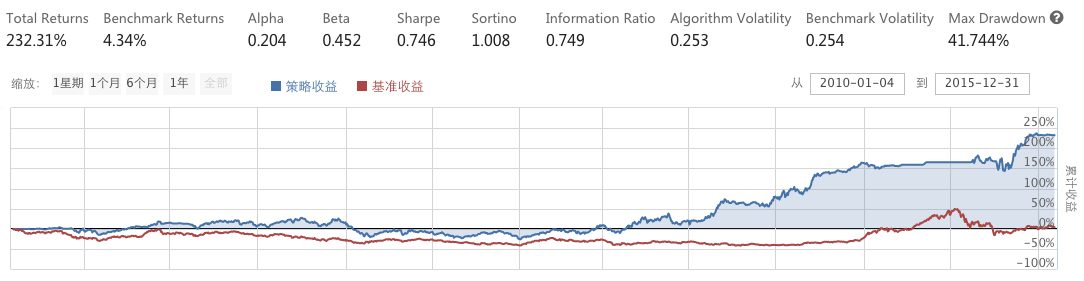 Total Returns Benchmark Returns Alpha Beta Sharpe Sortino Information Ratio Algorithm Volatility Benchmark Volatility Max Drawdown ?
232.31% 4.34% 0.204 0.452 0.746 1.008 0.749 0.253 0.254 41.744%
缩放: 1星期 1个月 6个月 1年 全部 策略收益 基准收益 从 2010-01-04 到 2015-12-31
250%
200%
150%
100%
50%
0%
-50%
-100%
累计收益